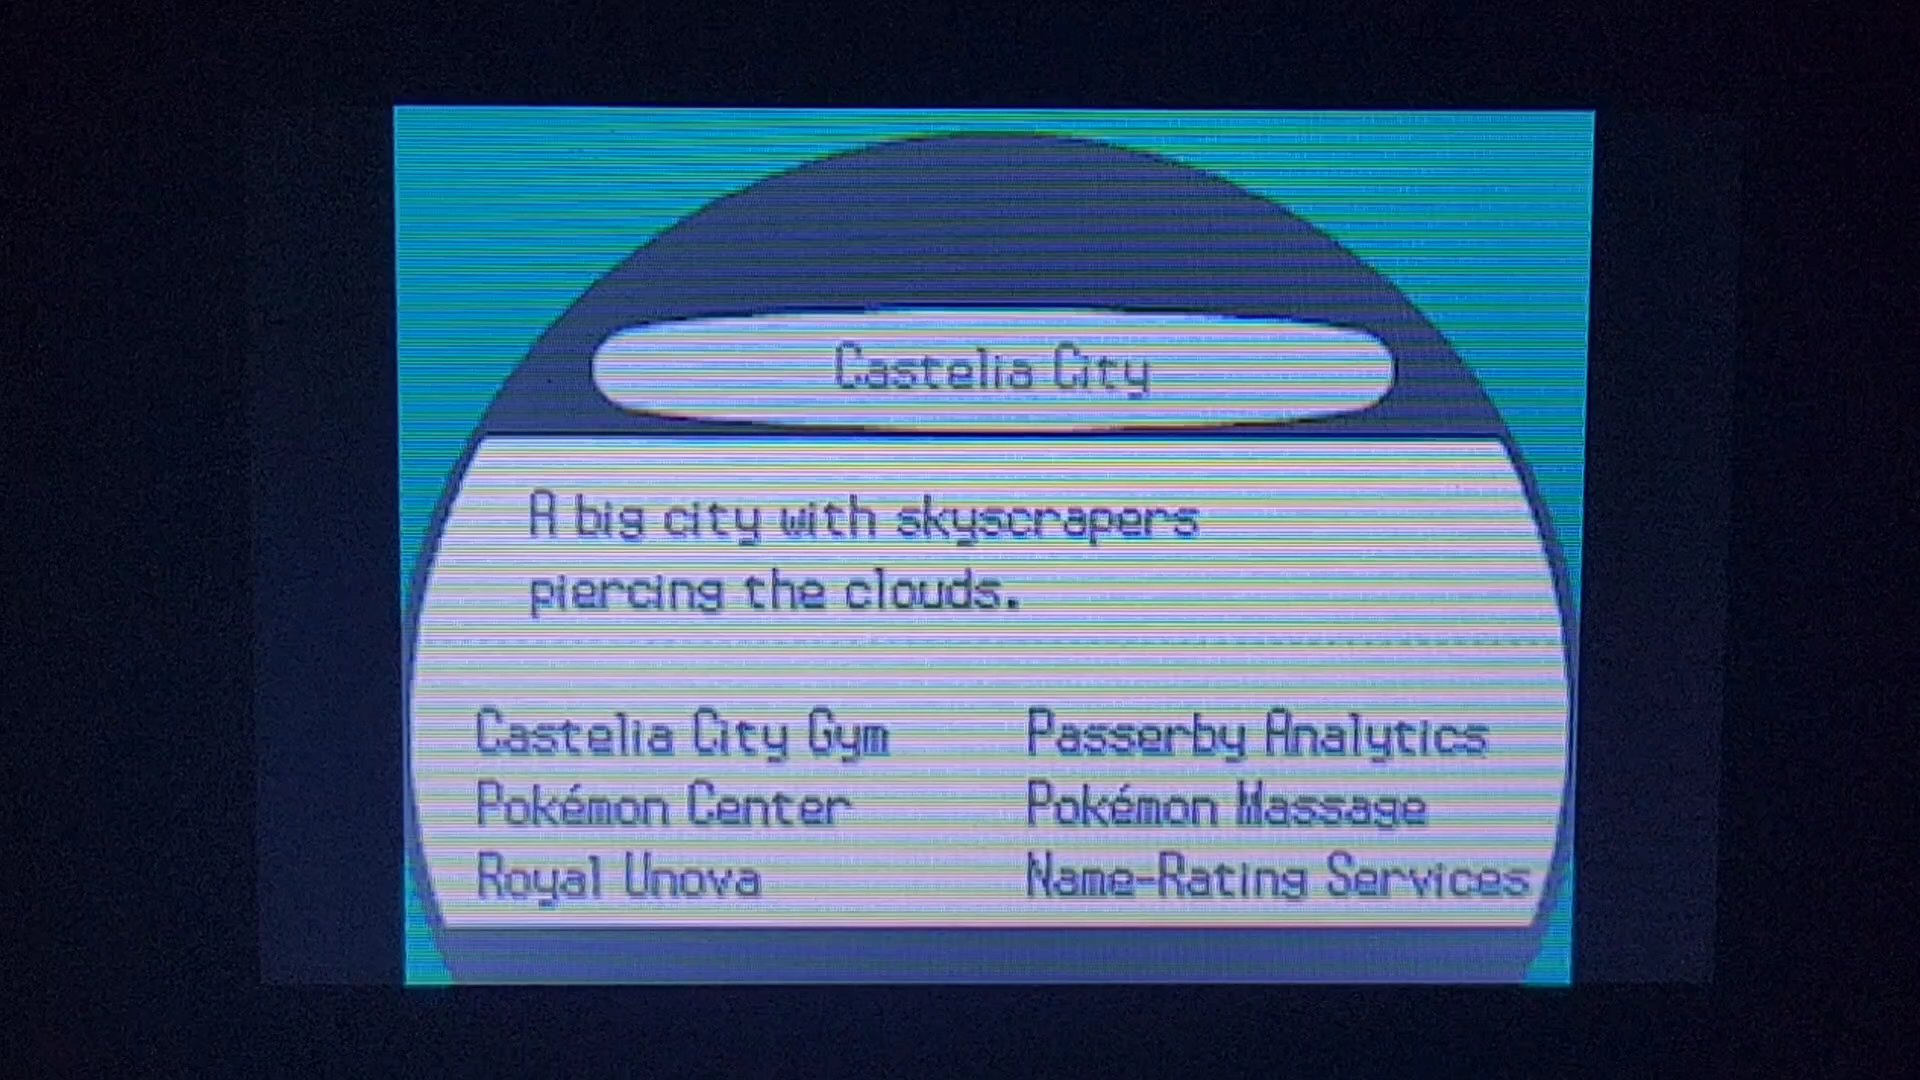 Castelia City
A big city with skyscrapers
piercing the clouds.
Castelia City Gym
Passerby Analytics
Pokémon Center
Pokémon Massage
Royal Unova
Name-Rating Services